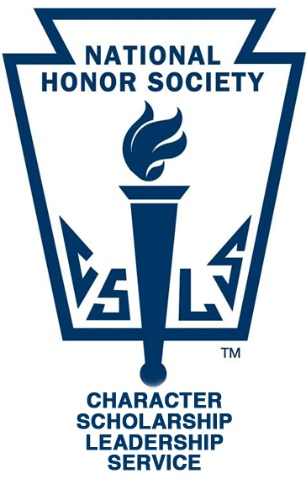 NATIONAL
HONOR SOCIETY
C S L S
TM
CHARACTER
SCHOLARSHIP
LEADERSHIP
SERVICE